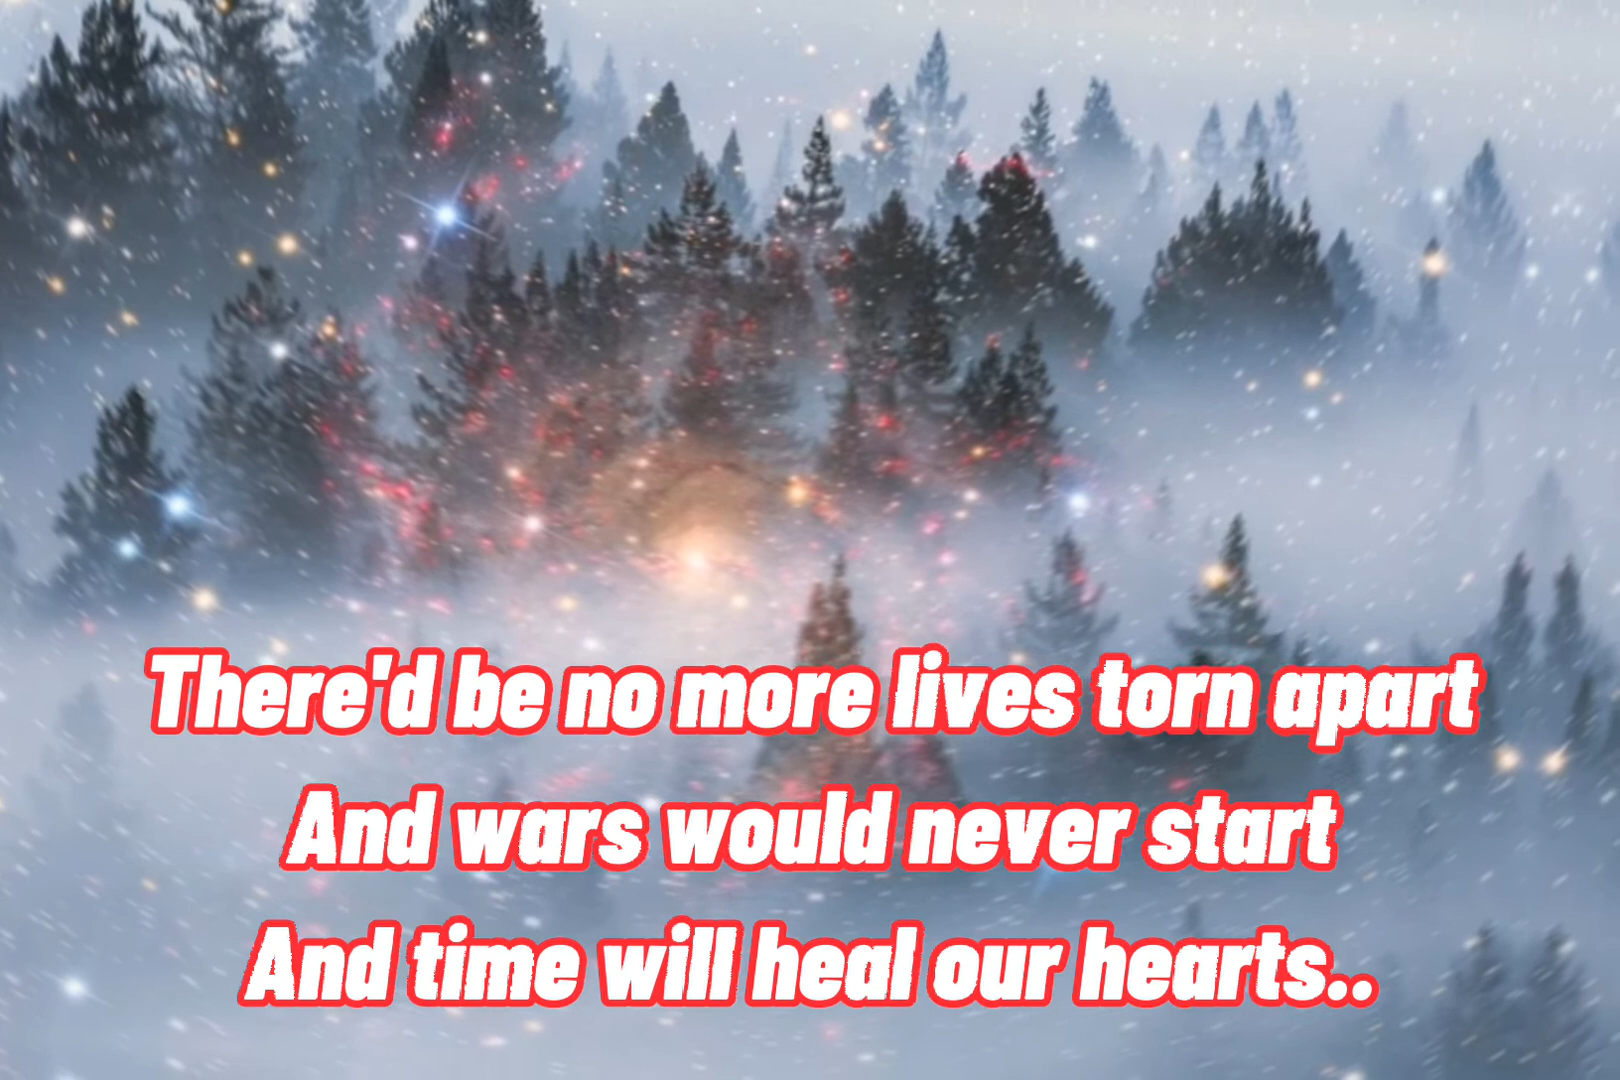 There'd be no more lives torn apart
And wars would never start
And time will heal our hearts..